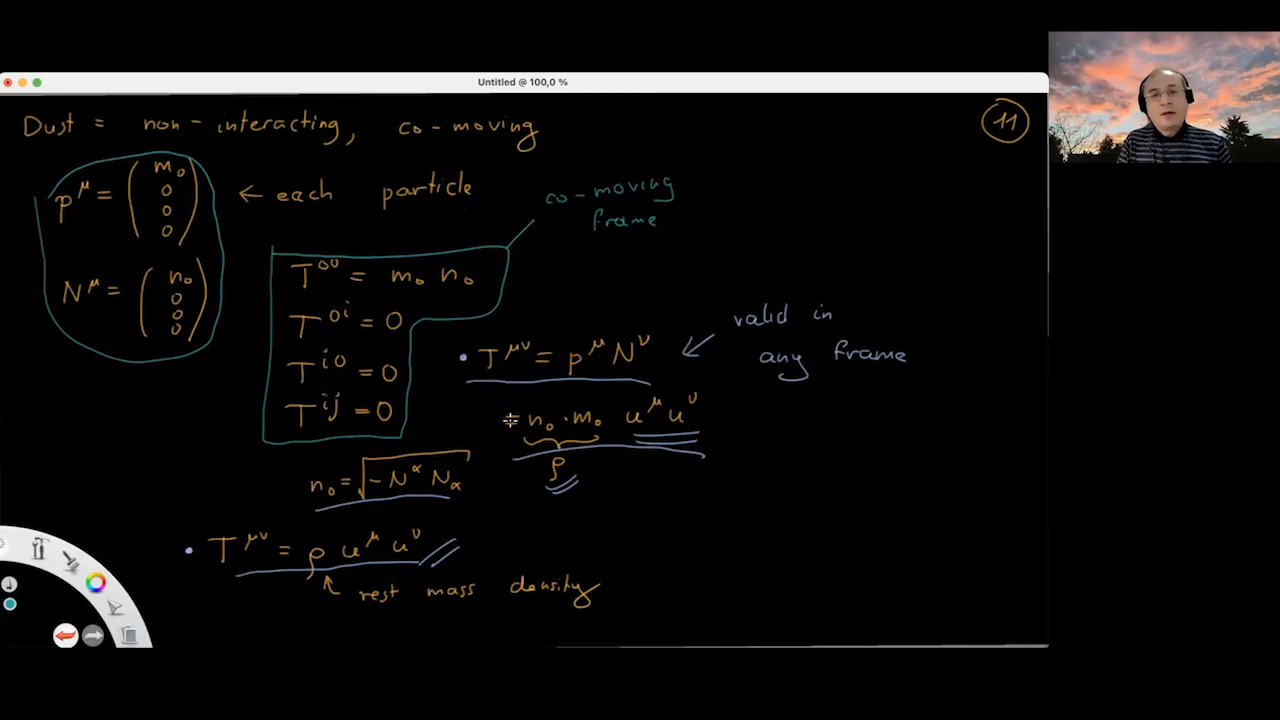 Untitled @ 100,0 %
Dust = non-interacting, co-moving
11
p^μ = (m₀ 0 0 0) ← each particle
co-moving frame
N^μ = (n₀ 0 0 0)
T^{00} = m₀ n₀
T^{0i} = 0
T^{i0} = 0
T^{ij} = 0
• T^{μν} = p^μ N^ν
valid in any frame
= n₀ · m₀ u^μ u^ν
ρ
n₀ = √(-N^α N_α)
• T^{μν} = ρ u^μ u^ν
↑ rest mass density